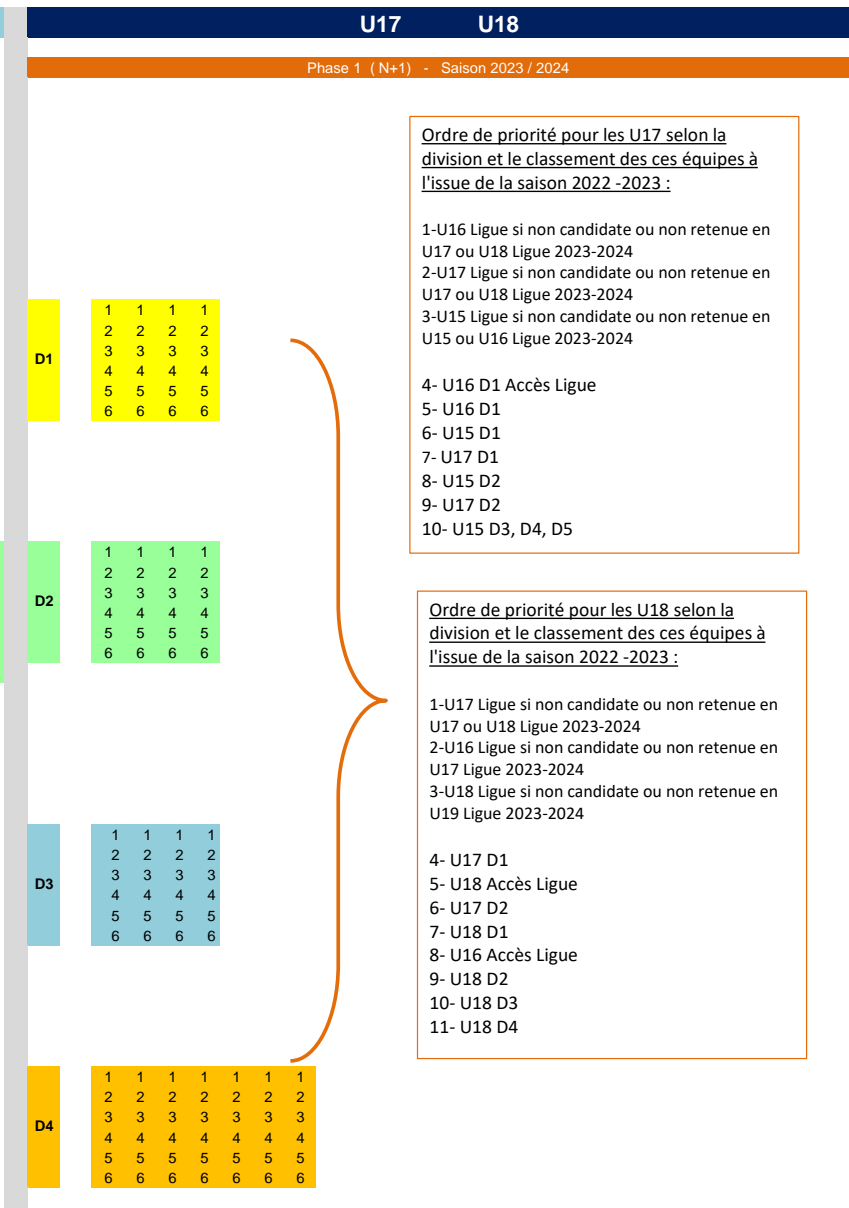 U17 U18
Phase 1 ( N+1) - Saison 2023 / 2024
Ordre de priorité pour les U17 selon la
division et le classement des ces équipes à
l'issue de la saison 2022 -2023 :
1-U16 Ligue si non candidate ou non retenue en
U17 ou U18 Ligue 2023-2024
2-U17 Ligue si non candidate ou non retenue en
U17 ou U18 Ligue 2023-2024
3-U15 Ligue si non candidate ou non retenue en
U15 ou U16 Ligue 2023-2024
4- U16 D1 Accès Ligue
5- U16 D1
6- U15 D1
7- U17 D1
8- U15 D2
9- U17 D2
10- U15 D3, D4, D5
D1
1 1 1 1
2 2 2 2
3 3 3 3
4 4 4 4
5 5 5 5
6 6 6 6
D2
1 1 1 1
2 2 2 2
3 3 3 3
4 4 4 4
5 5 5 5
6 6 6 6
Ordre de priorité pour les U18 selon la
division et le classement des ces équipes à
l'issue de la saison 2022 -2023 :
1-U17 Ligue si non candidate ou non retenue en
U17 ou U18 Ligue 2023-2024
2-U16 Ligue si non candidate ou non retenue en
U17 Ligue 2023-2024
3-U18 Ligue si non candidate ou non retenue en
U19 Ligue 2023-2024
4- U17 D1
5- U18 Accès Ligue
6- U17 D2
7- U18 D1
8- U16 Accès Ligue
9- U18 D2
10- U18 D3
11- U18 D4
D3
1 1 1 1
2 2 2 2
3 3 3 3
4 4 4 4
5 5 5 5
6 6 6 6
D4
1 1 1 1 1 1 1
2 2 2 2 2 2 2
3 3 3 3 3 3 3
4 4 4 4 4 4 4
5 5 5 5 5 5 5
6 6 6 6 6 6 6